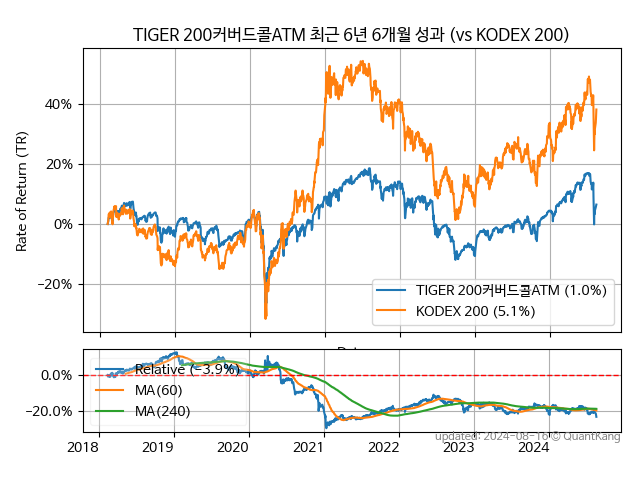 TIGER 200커버드콜ATM 최근 6년 6개월 성과 (vs KODEX 200)
Rate of Return (TR)
40%
20%
0%
−20%
TIGER 200커버드콜ATM (1.0%)
KODEX 200 (5.1%)
0.0%
−20.0%
Relative (−3.9%)
MA(60)
MA(240)
2018 2019 2020 2021 2022 2023 2024
updated: 2024-08-16 © QuantKang